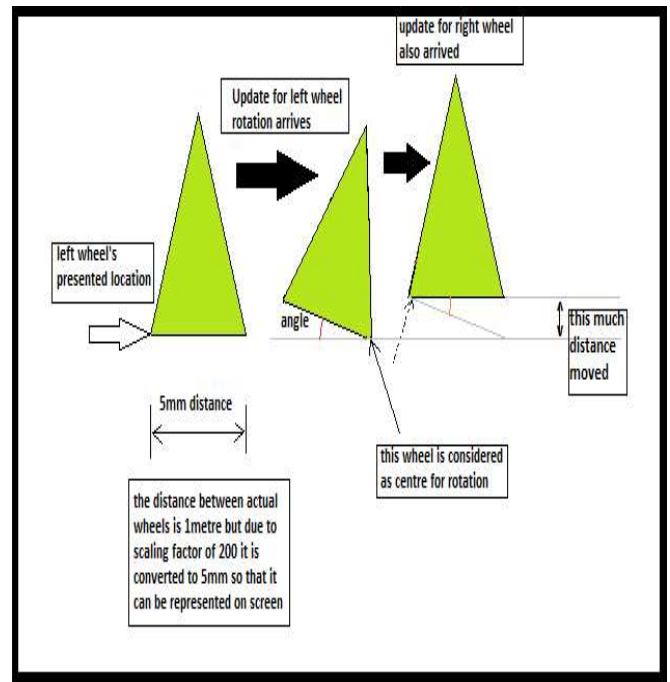 update for right wheel
also arrived
Update for left wheel
rotation arrives
left wheel's
presented location
angle
this much
distance
moved
5mm distance
this wheel is considered
as centre for rotation
the distance between actual
wheels is 1metre but due to
scaling factor of 200 it is
converted to 5mm so that it
can be represented on screen